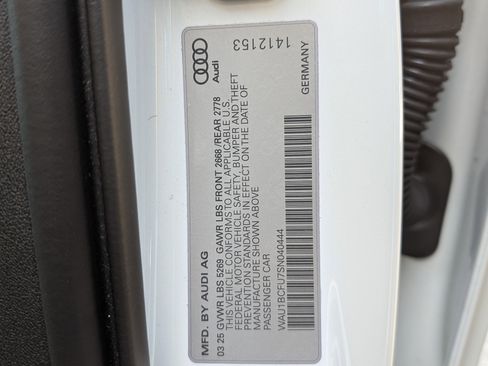 MFD. BY AUDI AG
03 25 GVWR LBS 5269 GAWR LBS FRONT 2668 /REAR 2778
THIS VEHICLE CONFORMS TO ALL APPLICABLE U.S.
FEDERAL MOTOR VEHICLE SAFETY, BUMPER AND THEFT
PREVENTION STANDARDS IN EFFECT ON THE DATE OF
MANUFACTURE SHOWN ABOVE
PASSENGER CAR
WAU1BCFU7SN040444
Audi
1412153
GERMANY